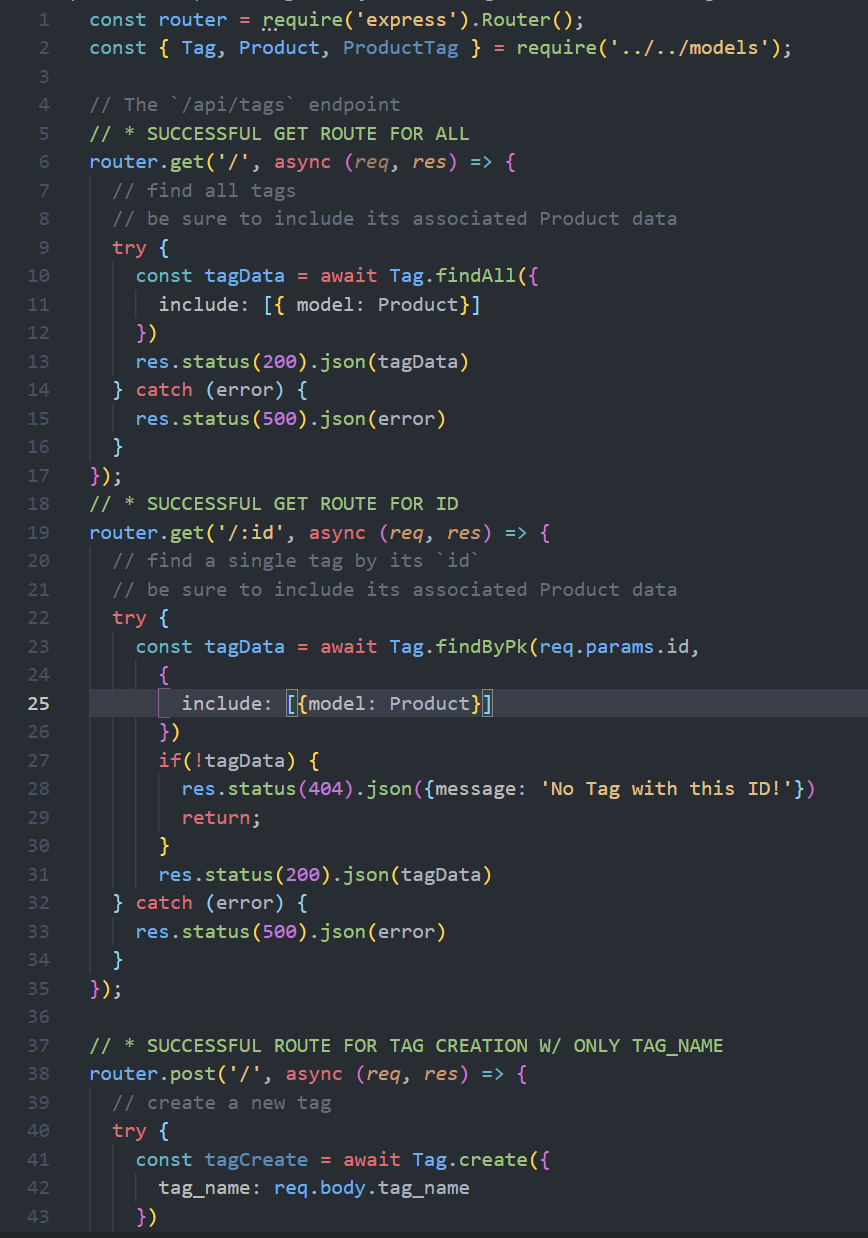 1 const router = require('express').Router();
2 const { Tag, Product, ProductTag } = require('../../models');
3
4 // The `/api/tags` endpoint
5 // * SUCCESSFUL GET ROUTE FOR ALL
6 router.get('/', async (req, res) => {
7   // find all tags
8   // be sure to include its associated Product data
9   try {
10     const tagData = await Tag.findAll({
11       include: [{ model: Product}]
12     })
13     res.status(200).json(tagData)
14   } catch (error) {
15     res.status(500).json(error)
16   }
17 });
18 // * SUCCESSFUL GET ROUTE FOR ID
19 router.get('/:id', async (req, res) => {
20   // find a single tag by its `id`
21   // be sure to include its associated Product data
22   try {
23     const tagData = await Tag.findByPk(req.params.id,
24       {
25         include: [{model: Product}]
26       })
27       if(!tagData) {
28         res.status(404).json({message: 'No Tag with this ID!'})
29         return;
30       }
31       res.status(200).json(tagData)
32   } catch (error) {
33     res.status(500).json(error)
34   }
35 });
36
37 // * SUCCESSFUL ROUTE FOR TAG CREATION W/ ONLY TAG_NAME
38 router.post('/', async (req, res) => {
39   // create a new tag
40   try {
41     const tagCreate = await Tag.create({
42       tag_name: req.body.tag_name
43     })